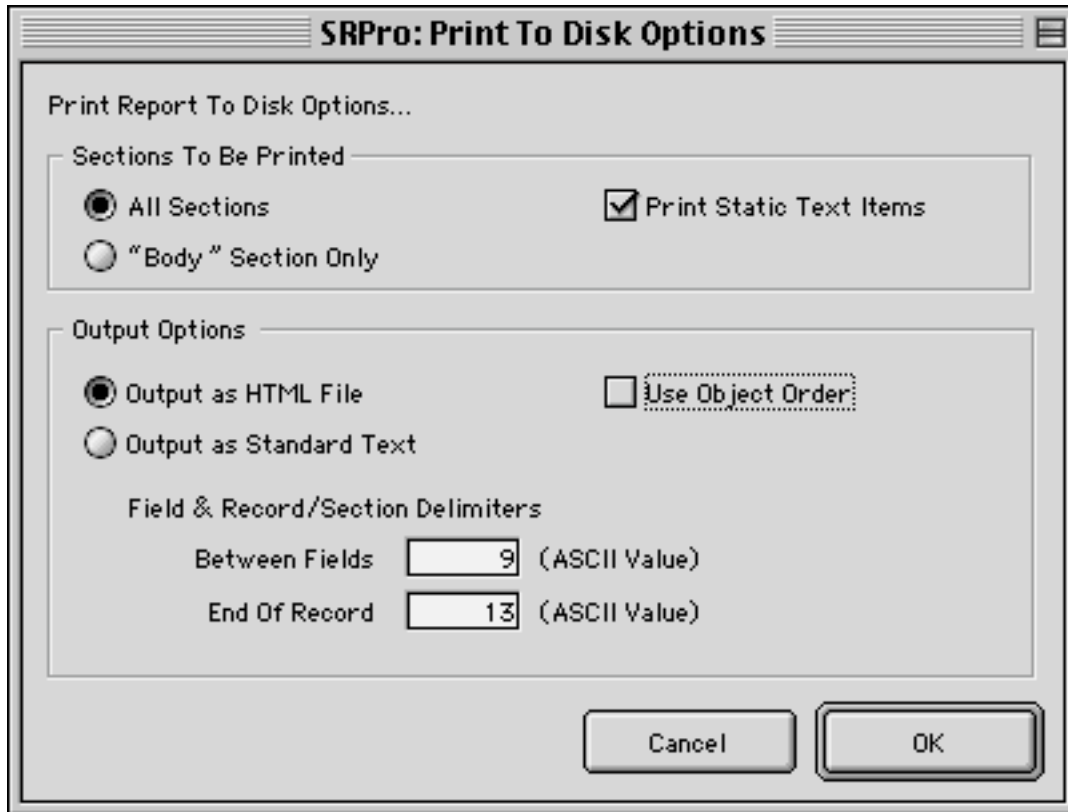 SRPro: Print To Disk Options
Print Report To Disk Options...
Sections To Be Printed
All Sections
Print Static Text Items
“Body” Section Only
Output Options
Output as HTML File
Use Object Order
Output as Standard Text
Field & Record/Section Delimiters
Between Fields 9 (ASCII Value)
End Of Record 13 (ASCII Value)
Cancel
OK